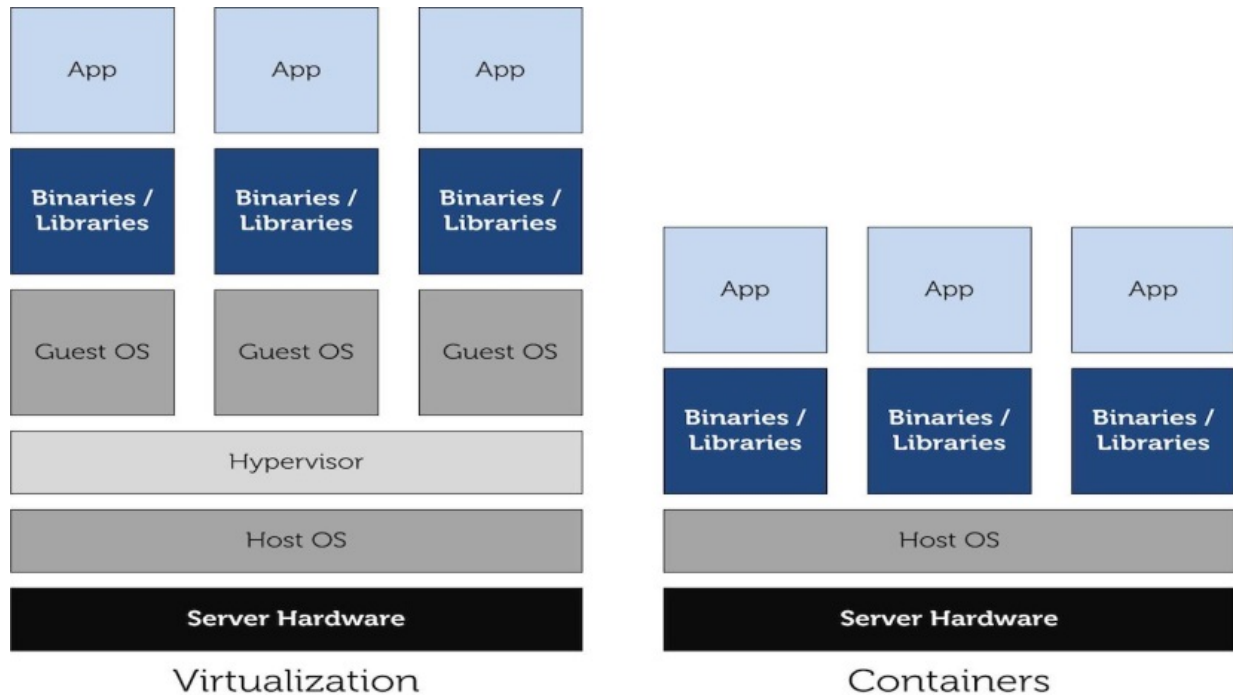 App
App
App
Binaries /
Libraries
Binaries /
Libraries
Binaries /
Libraries
Guest OS
Guest OS
Guest OS
Hypervisor
Host OS
Server Hardware
Virtualization
App
App
App
Binaries /
Libraries
Binaries /
Libraries
Binaries /
Libraries
Host OS
Server Hardware
Containers